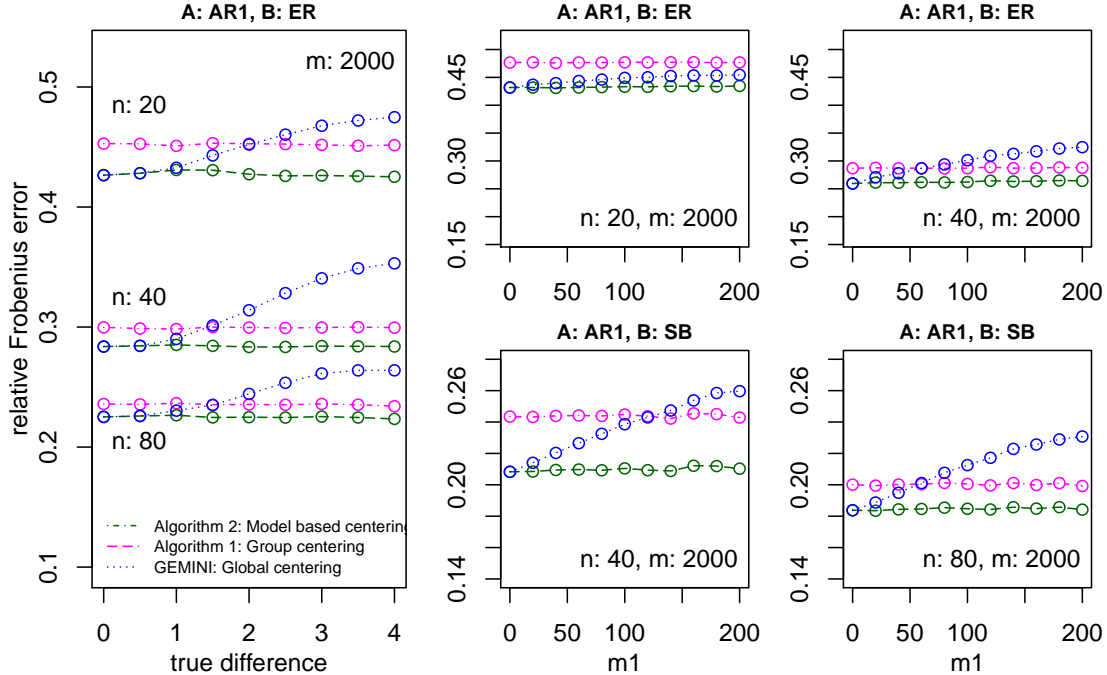 A: AR1, B: ER
m: 2000
n: 20
n: 40
n: 80
Algorithm 2: Model based centering
Algorithm 1: Group centering
GEMINI: Global centering
relative Frobenius error
0.5
0.4
0.3
0.2
0.1
0 1 2 3 4
true difference
A: AR1, B: ER
0.45
0.30
0.15
n: 20, m: 2000
0 50 100 200
A: AR1, B: ER
0.45
0.30
0.15
n: 40, m: 2000
0 50 100 200
A: AR1, B: SB
0.26
0.20
0.14
n: 40, m: 2000
0 50 100 200
m1
A: AR1, B: SB
0.26
0.20
0.14
n: 80, m: 2000
0 50 100 200
m1